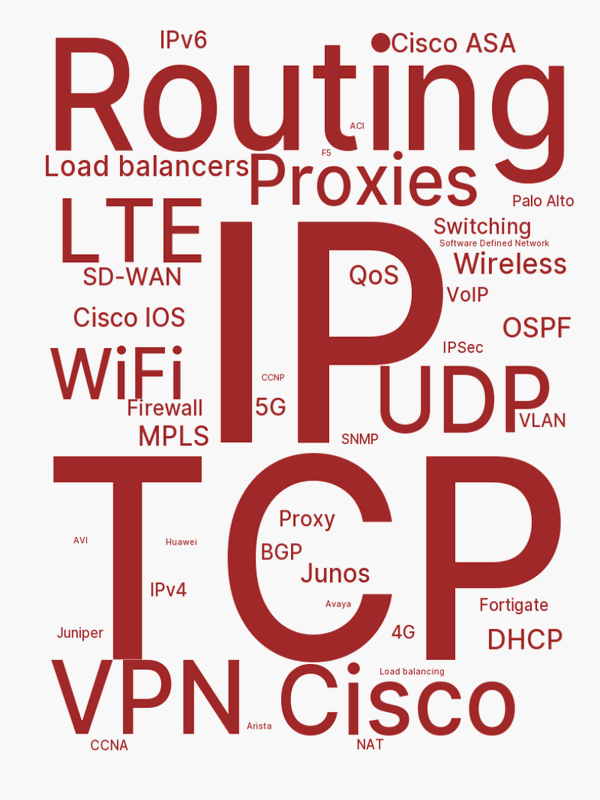 IPv6
Cisco ASA
Routing
ACI
F5
Load balancers
Proxies
Palo Alto
LTE
Switching
Software Defined Network
IP
QoS
Wireless
SD-WAN
VoIP
Cisco IOS
OSPF
IPSec
WiFi
CCNP
UDP
Firewall
5G
VLAN
MPLS
SNMP
TCP
Proxy
AVI
Huawei
BGP
Junos
IPv4
Avaya
Fortigate
Juniper
4G
DHCP
VPN
Cisco
Load balancing
Arista
CCNA
NAT